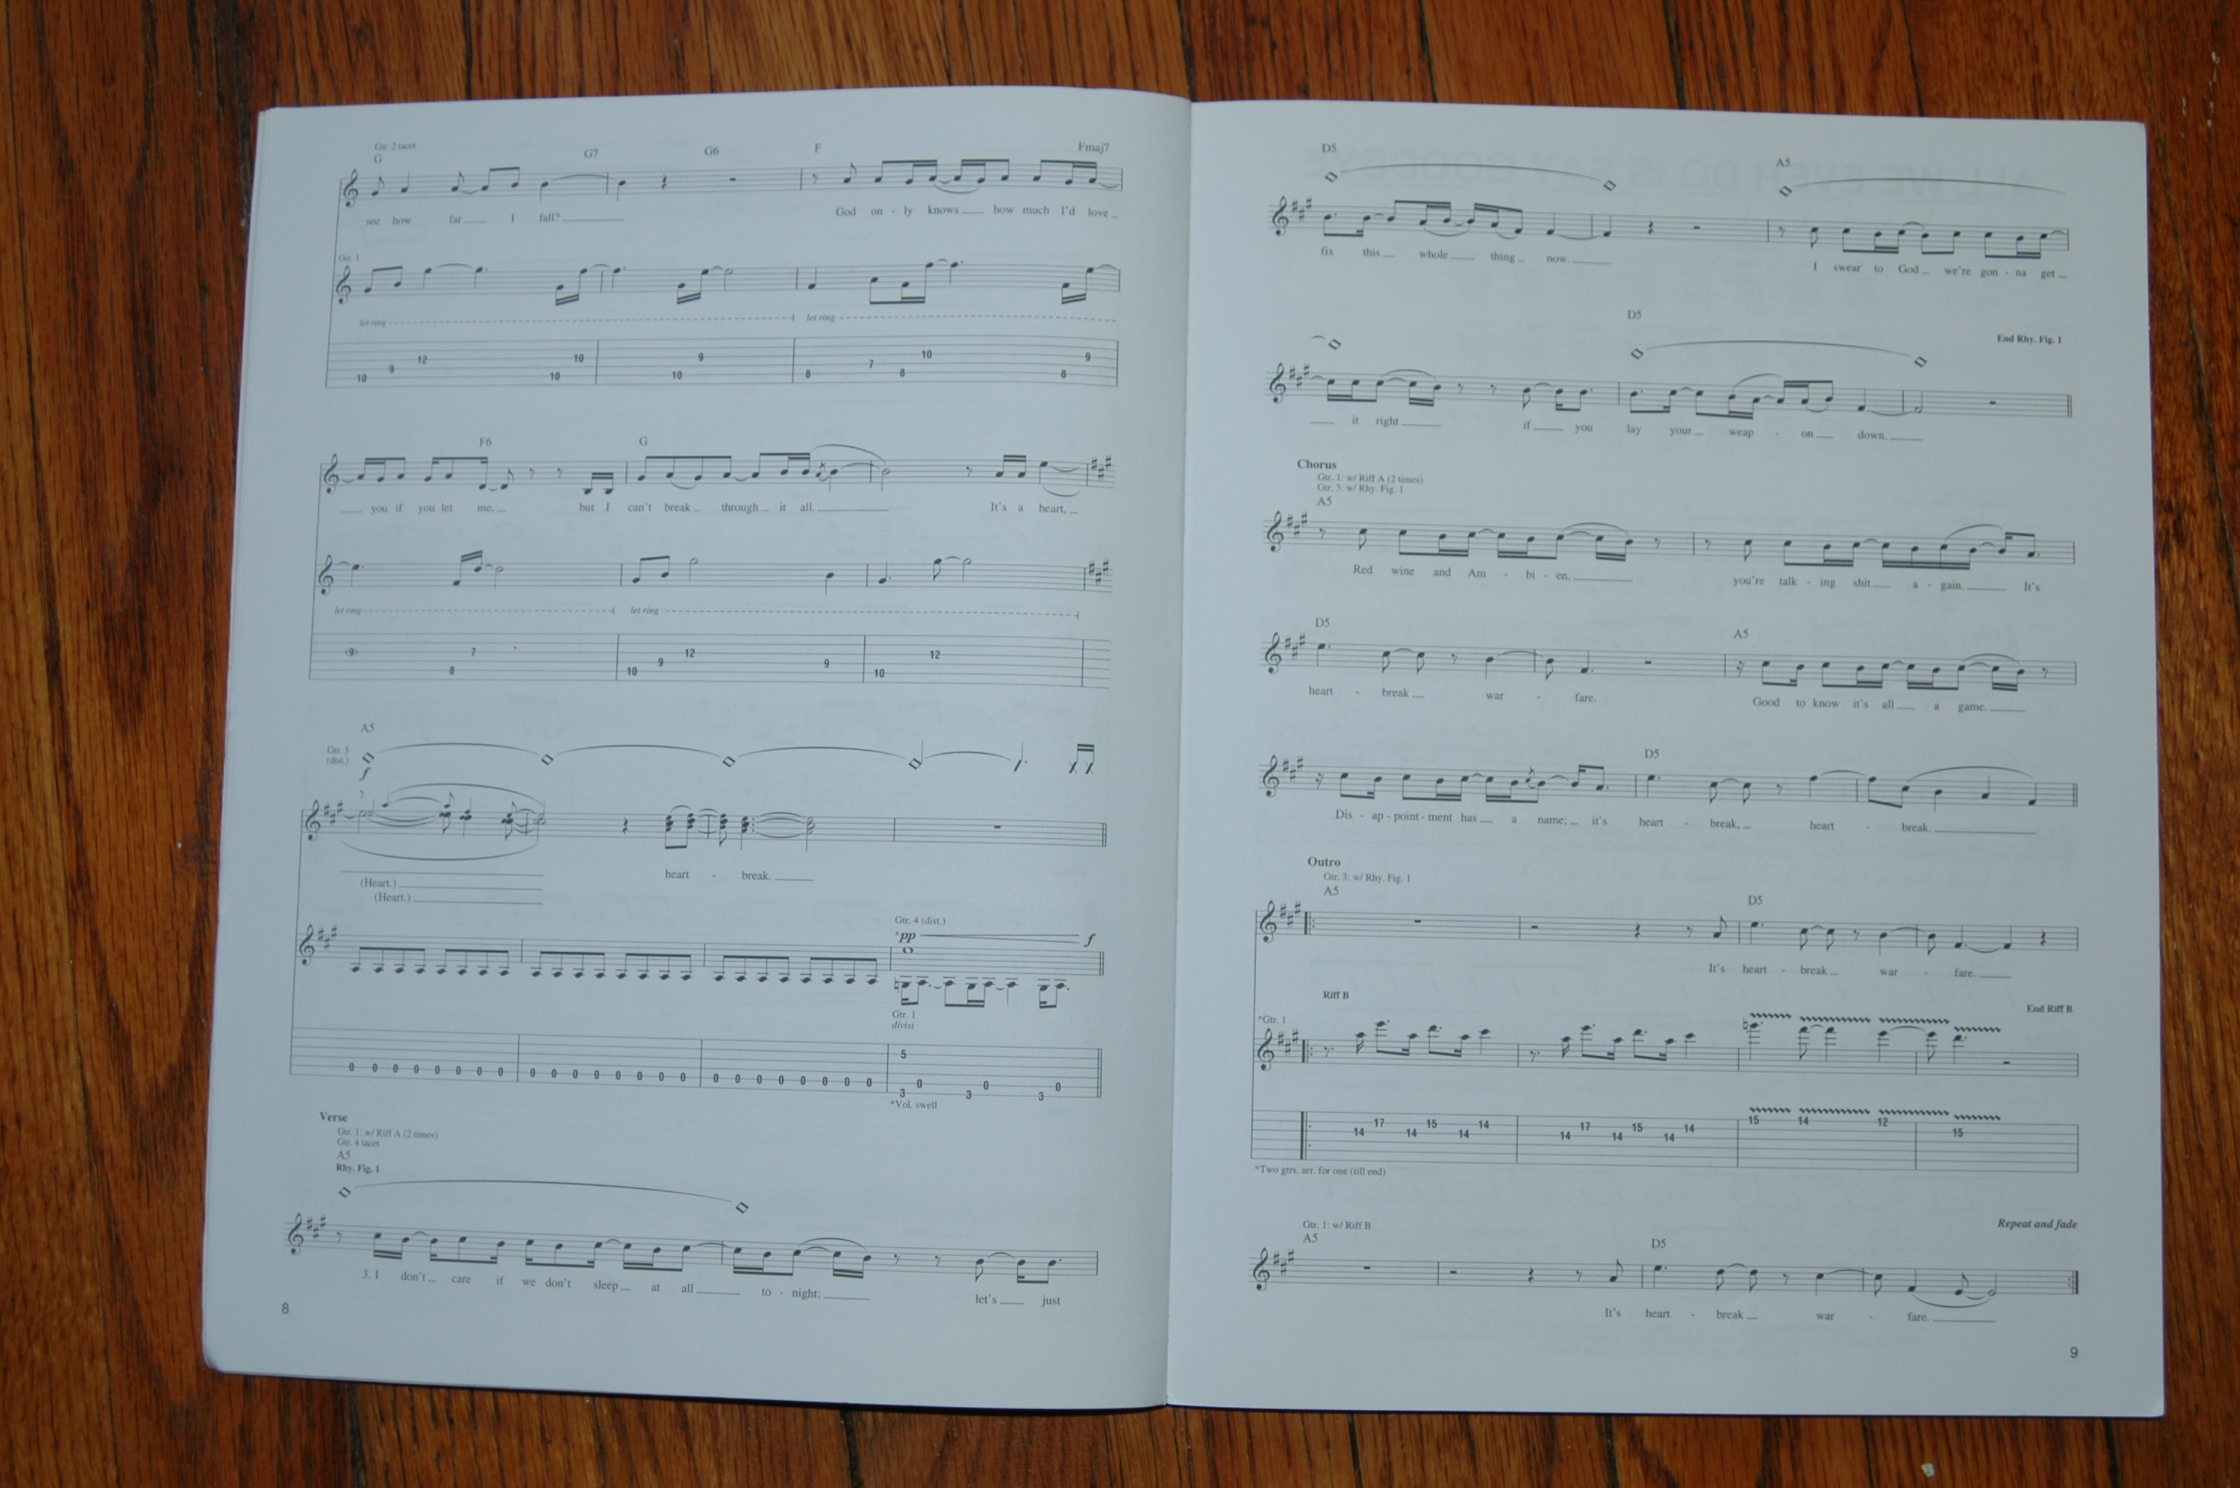 Gtr. 2 tacet
G G7 G6 F Fmaj7
see how far I fall? God on - ly knows how much I'd love
Gtr. 1
let ring let ring
10 9 12 10 10 10 9 8 7 8 10 8 9
F6 G
you if you let me, but I can't break through it all. It's a heart,
let ring let ring
(9) 8 7 10 9 12 9 10 12
A5
Gtr. 3
(dist.)
f
(Heart.) heart - break.
(Heart.)
Gtr. 4 (dist.)
*pp f
Gtr. 1
divisi
5
0 0 0 0 0 0 0 0 0 0 0 0 0 0 0 0 0 0 0 0 0 0 0 0 3 0 3 0 3 0
*Vol. swell
Verse
Gtr. 1: w/ Riff A (2 times)
Gtr. 4 tacet
A5
Rhy. Fig. 1
3. I don't care if we don't sleep at all to - night; let's just
8
D5 A5
fix this whole thing now. I swear to God we're gon - na get
D5 End Rhy. Fig. 1
it right if you lay your weap - on down.
Chorus
Gtr. 1: w/ Riff A (2 times)
Gtr. 3: w/ Rhy. Fig. 1
A5
Red wine and Am - bi - en, you're talk - ing shit a - gain. It's
D5 A5
heart - break war - fare. Good to know it's all a game.
D5
Dis - ap - point - ment has a name; it's heart - break, heart - break.
Outro
Gtr. 3: w/ Rhy. Fig. 1
A5 D5
It's heart - break war - fare.
Riff B End Riff B
*Gtr. 1
14 17 14 15 14 14 14 17 14 15 14 14 15 14 12 15
*Two gtrs. arr. for one (till end)
Gtr. 1: w/ Riff B Repeat and fade
A5 D5
It's heart - break war - fare.
9